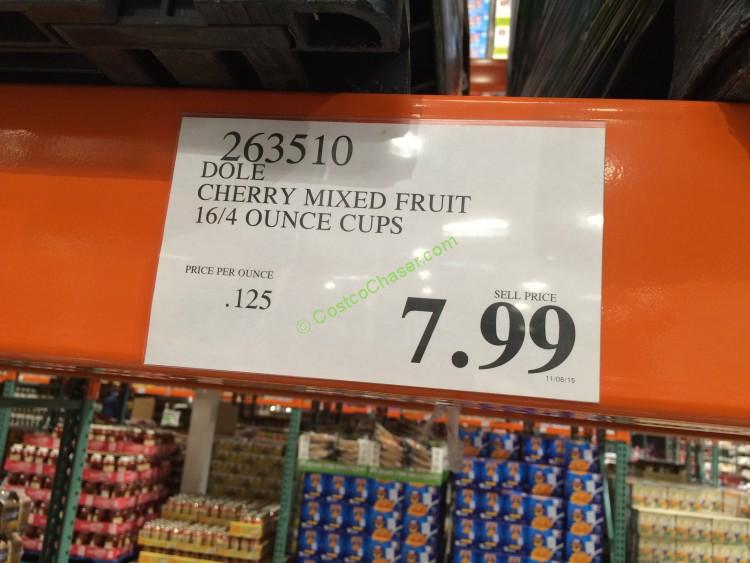 263510
DOLE
CHERRY MIXED FRUIT
16/4 OUNCE CUPS
PRICE PER OUNCE
.125
SELL PRICE
7.99
11/06/15
© CostcoChaser.com